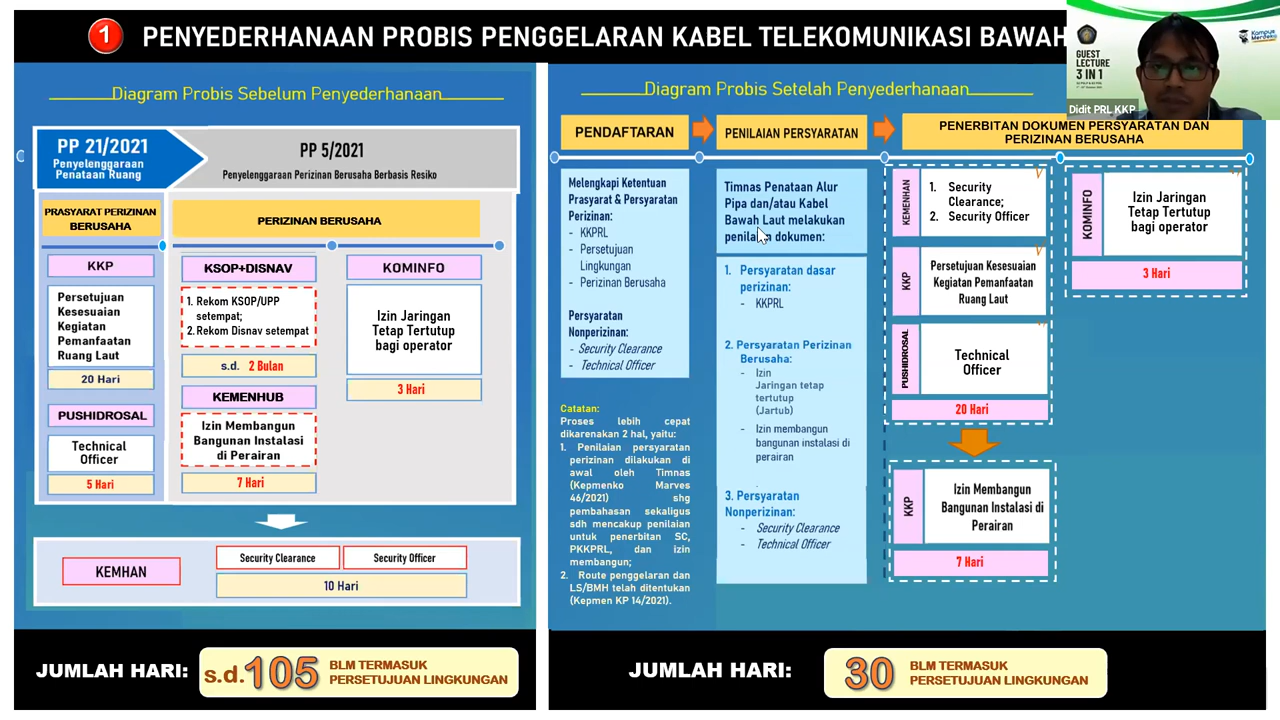 1
PENYEDERHANAAN PROBIS PENGGELARAN KABEL TELEKOMUNIKASI BAWAH
GUEST
LECTURE
3 IN 1
Kampus
Merdeka
Didit PRL KKP
Diagram Probis Sebelum Penyederhanaan
PP 21/2021
Penyelenggaraan
Penataan Ruang
PP 5/2021
Penyelenggaraan Perizinan Berusaha Berbasis Resiko
PRASYARAT PERIZINAN
BERUSAHA
PERIZINAN BERUSAHA
KKP
Persetujuan
Kesesuaian
Kegiatan
Pemanfaatan
Ruang Laut
20 Hari
PUSHIDROSAL
Technical
Officer
5 Hari
KSOP+DISNAV
1. Rekom KSOP/UPP
setempat;
2. Rekom Disnav setempat
s.d. 2 Bulan
KEMENHUB
Izin Membangun
Bangunan Instalasi
di Perairan
7 Hari
KOMINFO
Izin Jaringan
Tetap Tertutup
bagi operator
3 Hari
KEMHAN
Security Clearance
Security Officer
10 Hari
JUMLAH HARI:
s.d. 105
BLM TERMASUK
PERSETUJUAN LINGKUNGAN
Diagram Probis Setelah Penyederhanaan
PENDAFTARAN
PENILAIAN PERSYARATAN
PENERBITAN DOKUMEN PERSYARATAN DAN
PERIZINAN BERUSAHA
Melengkapi Ketentuan
Prasyarat & Persyaratan
Perizinan:
- KKPRL
- Persetujuan
Lingkungan
- Perizinan Berusaha
Persyaratan
Nonperizinan:
- Security Clearance
- Technical Officer
Catatan:
Proses lebih cepat
dikarenakan 2 hal, yaitu:
1. Penilaian persyaratan
perizinan dilakukan di
awal oleh Timnas
(Kepmenko Marves
46/2021) shg
pembahasan sekaligus
sdh mencakup penilaian
untuk penerbitan SC,
PKKPRL, dan izin
membangun;
2. Route penggelaran dan
LS/BMH telah ditentukan
(Kepmen KP 14/2021).
Timnas Penataan Alur
Pipa dan/atau Kabel
Bawah Laut melakukan
penilaian dokumen:
1. Persyaratan dasar
perizinan:
- KKPRL
2. Persyaratan Perizinan
Berusaha:
- Izin
Jaringan tetap
tertutup
(Jartub)
- Izin membangun
bangunan instalasi di
perairan
3. Persyaratan
Nonperizinan:
- Security Clearance
- Technical Officer
KEMENHAN
1. Security
Clearance;
2. Security Officer
KKP
Persetujuan Kesesuaian
Kegiatan Pemanfaatan
Ruang Laut
PUSHIDROSAL
Technical
Officer
20 Hari
KKP
Izin Membangun
Bangunan Instalasi di
Perairan
7 Hari
KOMINFO
Izin Jaringan
Tetap Tertutup
bagi operator
3 Hari
JUMLAH HARI:
30
BLM TERMASUK
PERSETUJUAN LINGKUNGAN